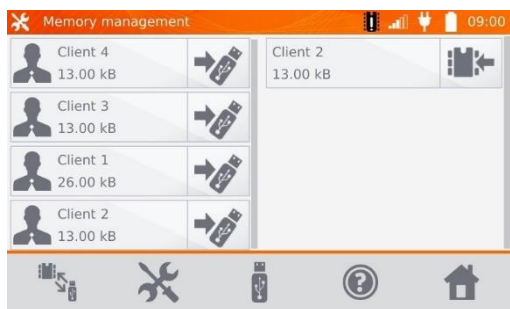 Memory management
09:00
Client 4
13.00 kB
Client 3
13.00 kB
Client 1
26.00 kB
Client 2
13.00 kB
Client 2
13.00 kB